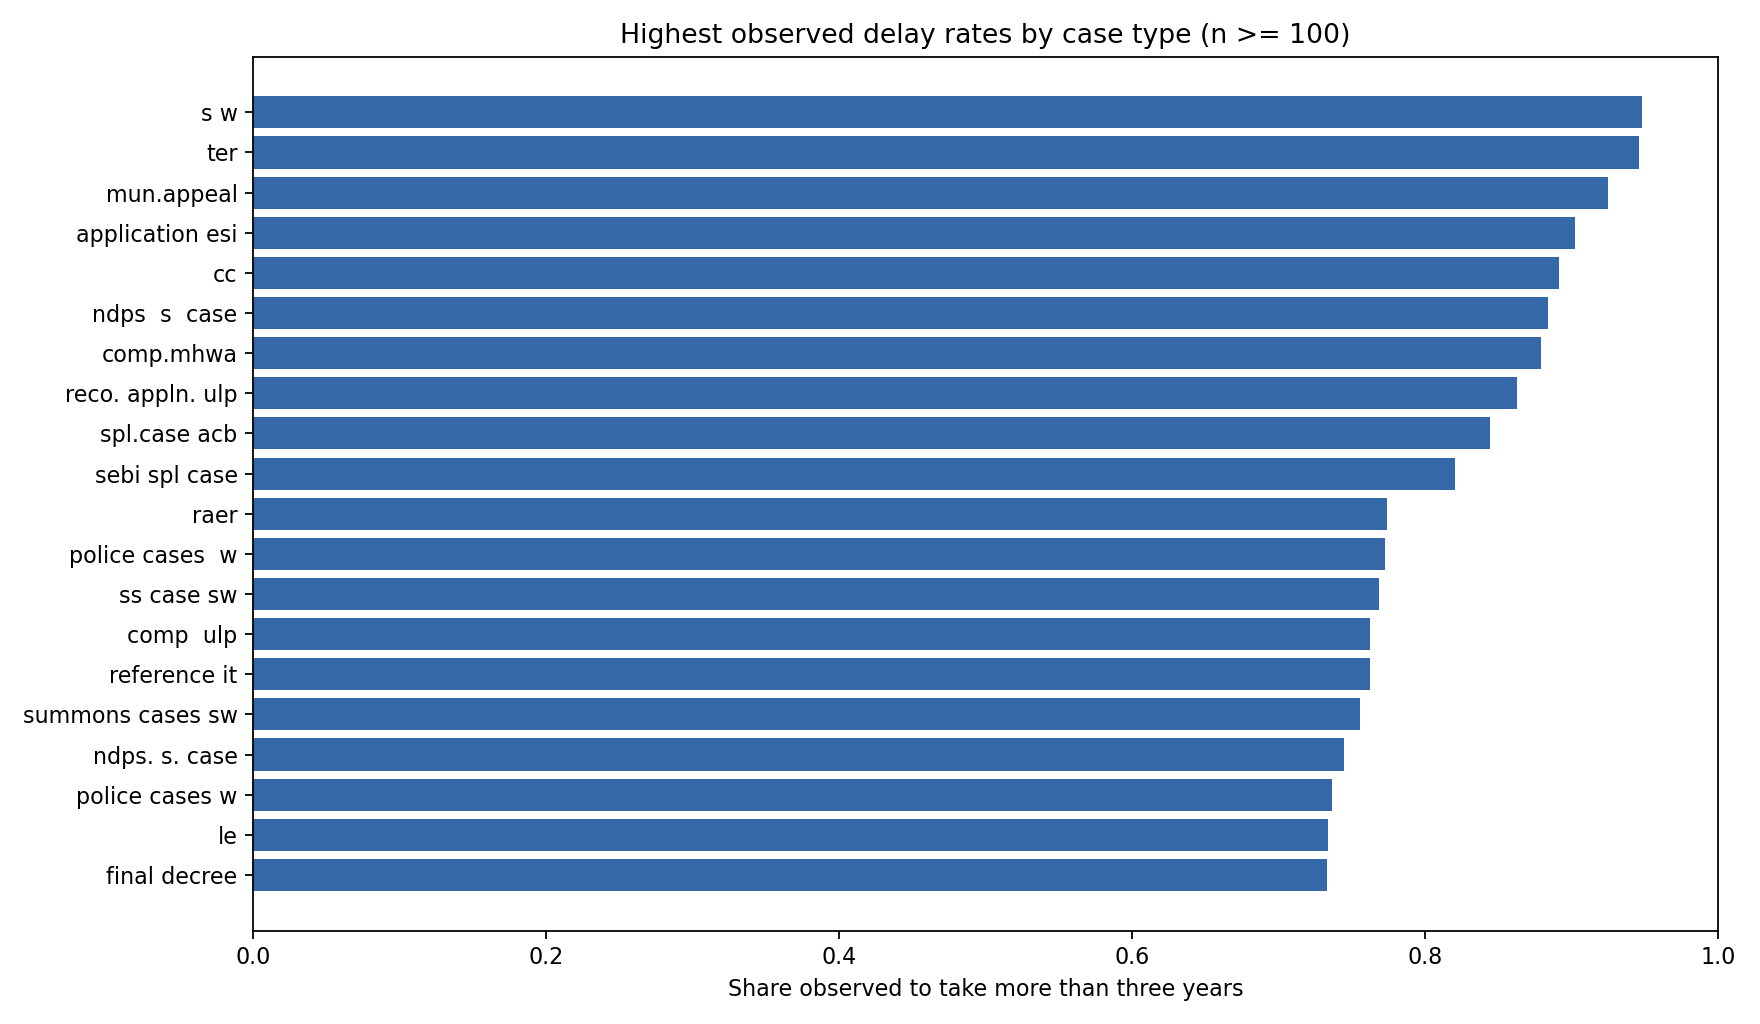 Highest observed delay rates by case type (n >= 100)
s w
ter
mun.appeal
application esi
cc
ndps  s  case
comp.mhwa
reco. appln. ulp
spl.case acb
sebi spl case
raer
police cases  w
ss case sw
comp  ulp
reference it
summons cases sw
ndps. s. case
police cases w
le
final decree
0.0 0.2 0.4 0.6 0.8 1.0
Share observed to take more than three years